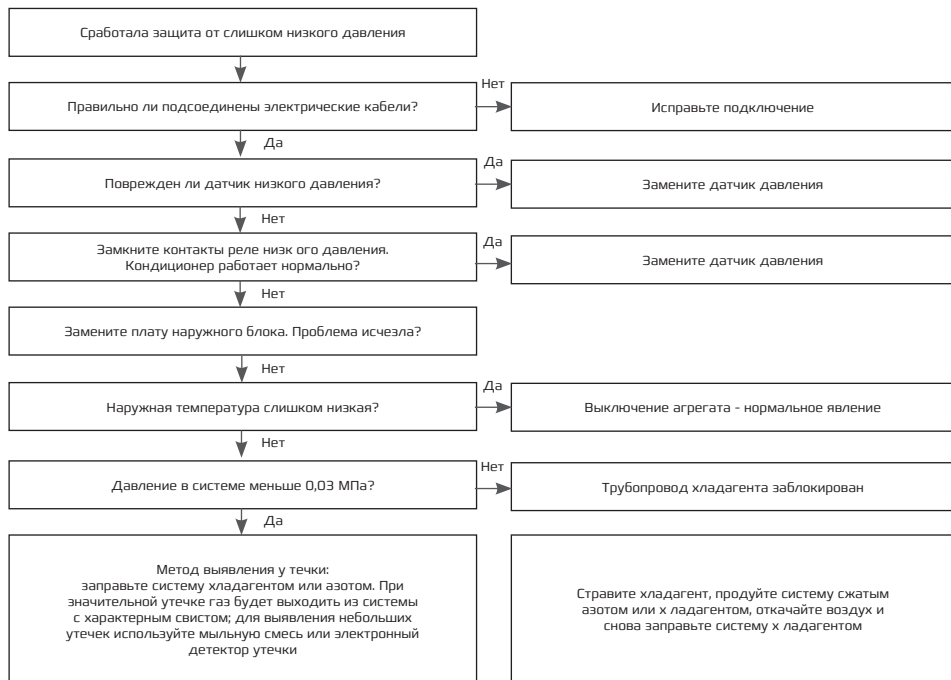 Сработала защита от слишком низкого давления
Нет
Правильно ли подсоединены электрические кабели?
Исправьте подключение
Да
Да
Поврежден ли датчик низкого давления?
Замените датчик давления
Нет
Да
Замкните контакты реле низк ого давления.
Кондиционер работает нормально?
Замените датчик давления
Нет
Замените плату наружного блока. Проблема исчезла?
Нет
Да
Наружная температура слишком низкая?
Выключение агрегата - нормальное явление
Нет
Нет
Давление в системе меньше 0,03 МПа?
Трубопровод хладагента заблокирован
Да
Метод выявления у течки:
заправьте систему хладагентом или азотом. При
значительной утечке газ будет выходить из системы
с характерным свистом; для выявления небольших
утечек используйте мыльную смесь или электронный
детектор утечки
Стравите хладагент, продуйте систему сжатым
азотом или х ладагентом, откачайте воздух и
снова заправьте систему х ладагентом